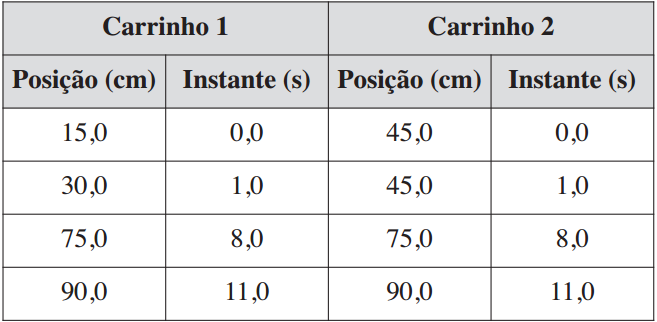 Carrinho 1 Carrinho 2
Posição (cm) Instante (s) Posição (cm) Instante (s)
15,0 0,0 45,0 0,0
30,0 1,0 45,0 1,0
75,0 8,0 75,0 8,0
90,0 11,0 90,0 11,0